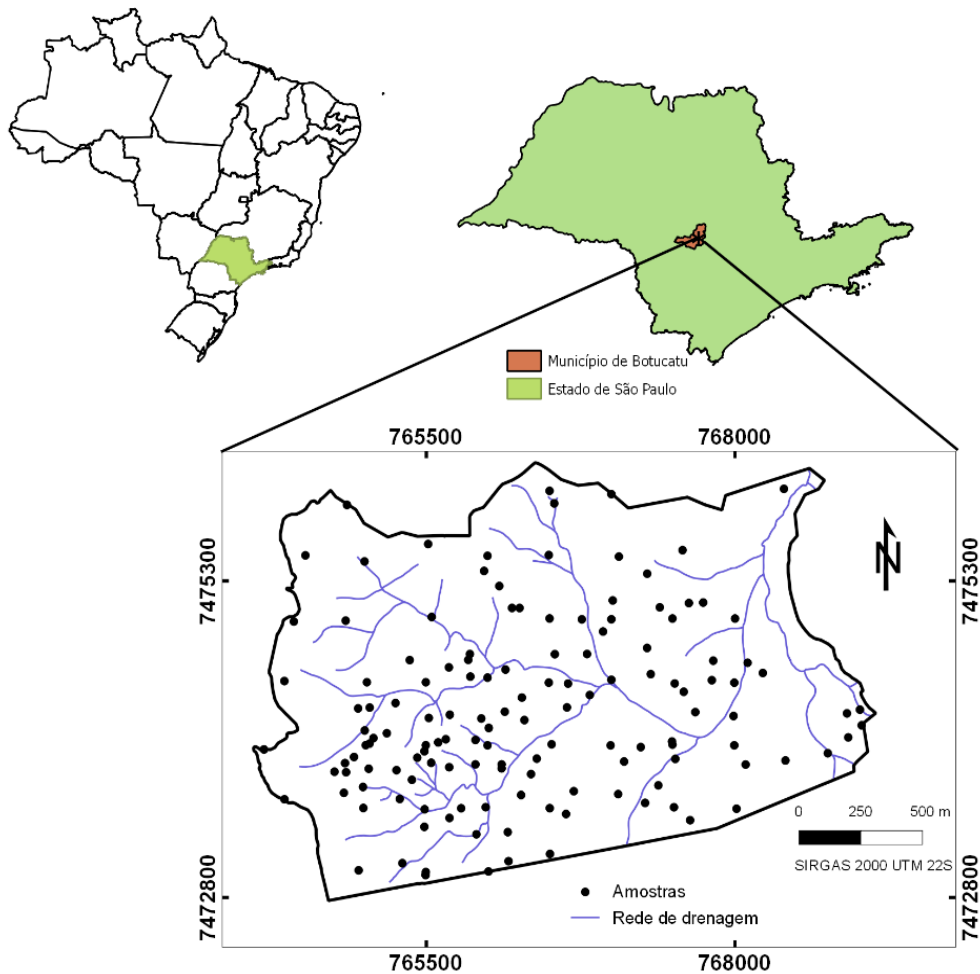 Município de Botucatu
Estado de São Paulo
765500 768000
7475300 7475300
N
0 250 500 m
SIRGAS 2000 UTM 22S
Amostras
Rede de drenagem
7472800 7472800
765500 768000